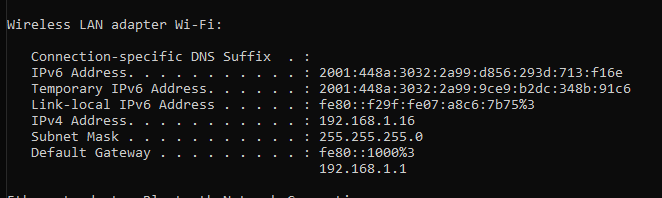 Wireless LAN adapter Wi-Fi:
Connection-specific DNS Suffix  . :
IPv6 Address. . . . . . . . . . . : 2001:448a:3032:2a99:d856:293d:713:f16e
Temporary IPv6 Address. . . . . . : 2001:448a:3032:2a99:9ce9:b2dc:348b:91c6
Link-local IPv6 Address . . . . . : fe80::f29f:fe07:a8c6:7b75%3
IPv4 Address. . . . . . . . . . . : 192.168.1.16
Subnet Mask . . . . . . . . . . . : 255.255.255.0
Default Gateway . . . . . . . . . : fe80::1000%3
192.168.1.1